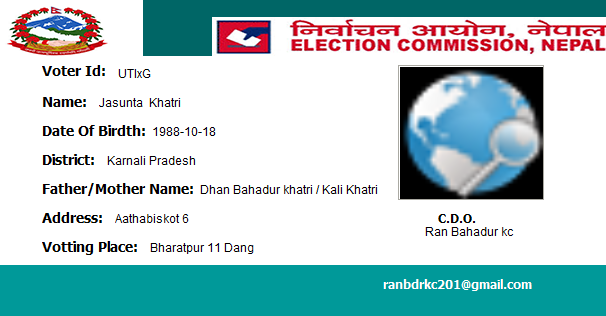 निर्वाचन आयोग, नेपाल
ELECTION COMMISSION, NEPAL
Voter Id: UTlxG
Name: Jasunta Khatri
Date Of Birdth: 1988-10-18
District: Karnali Pradesh
Father/Mother Name: Dhan Bahadur khatri / Kali Khatri
Address: Aathabiskot 6
Votting Place: Bharatpur 11 Dang
C.D.O.
Ran Bahadur kc
ranbdrkc201@gmail.com